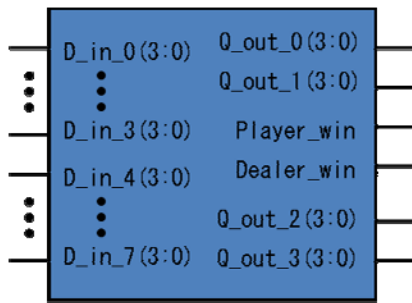 D_in_0(3:0)
D_in_3(3:0)
D_in_4(3:0)
D_in_7(3:0)
Q_out_0(3:0)
Q_out_1(3:0)
Player_win
Dealer_win
Q_out_2(3:0)
Q_out_3(3:0)